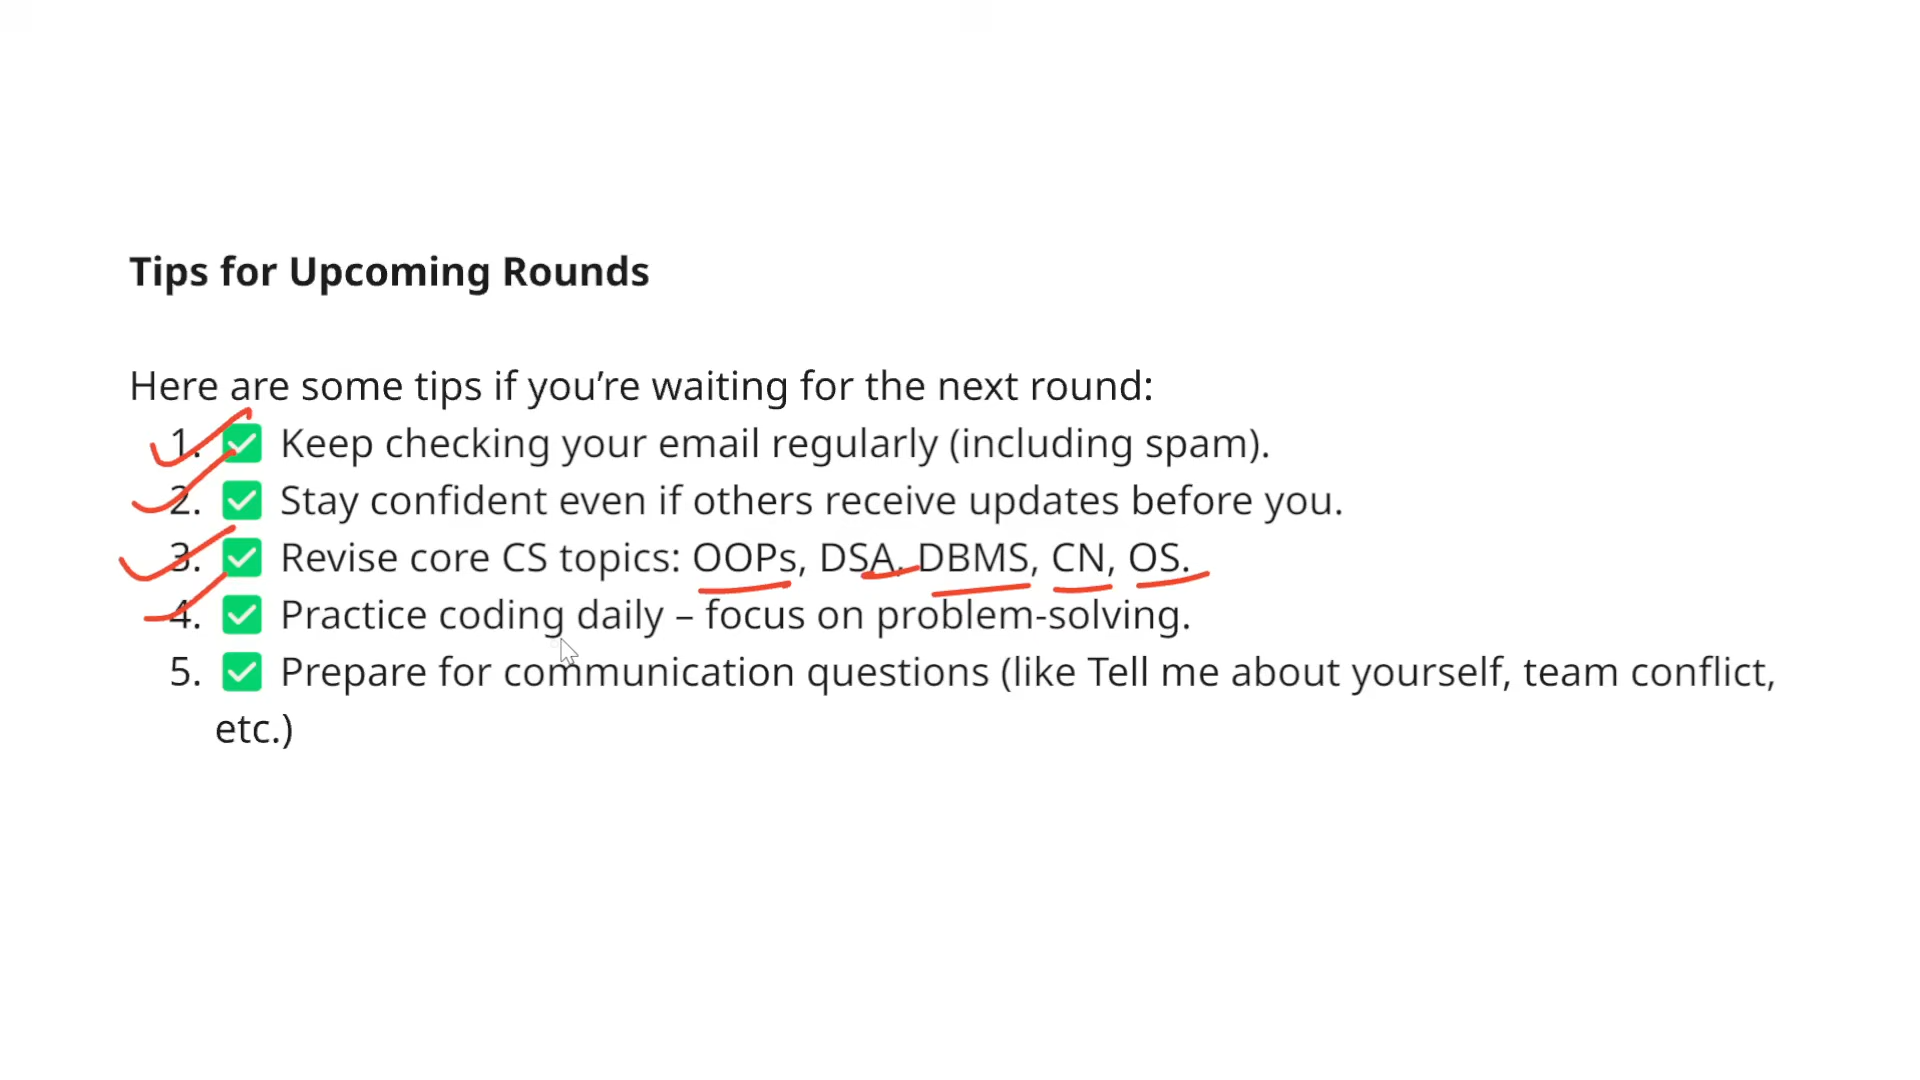 Tips for Upcoming Rounds
Here are some tips if you’re waiting for the next round:
1. ✅ Keep checking your email regularly (including spam).
2. ✅ Stay confident even if others receive updates before you.
3. ✅ Revise core CS topics: OOPs, DSA, DBMS, CN, OS.
4. ✅ Practice coding daily – focus on problem-solving.
5. ✅ Prepare for communication questions (like Tell me about yourself, team conflict,
etc.)